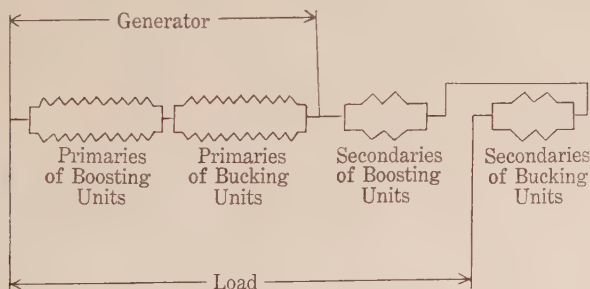 Generator
Primaries
of Boosting
Units
Primaries
of Bucking
Units
Secondaries
of Boosting
Units
Secondaries
of Bucking
Units
Load